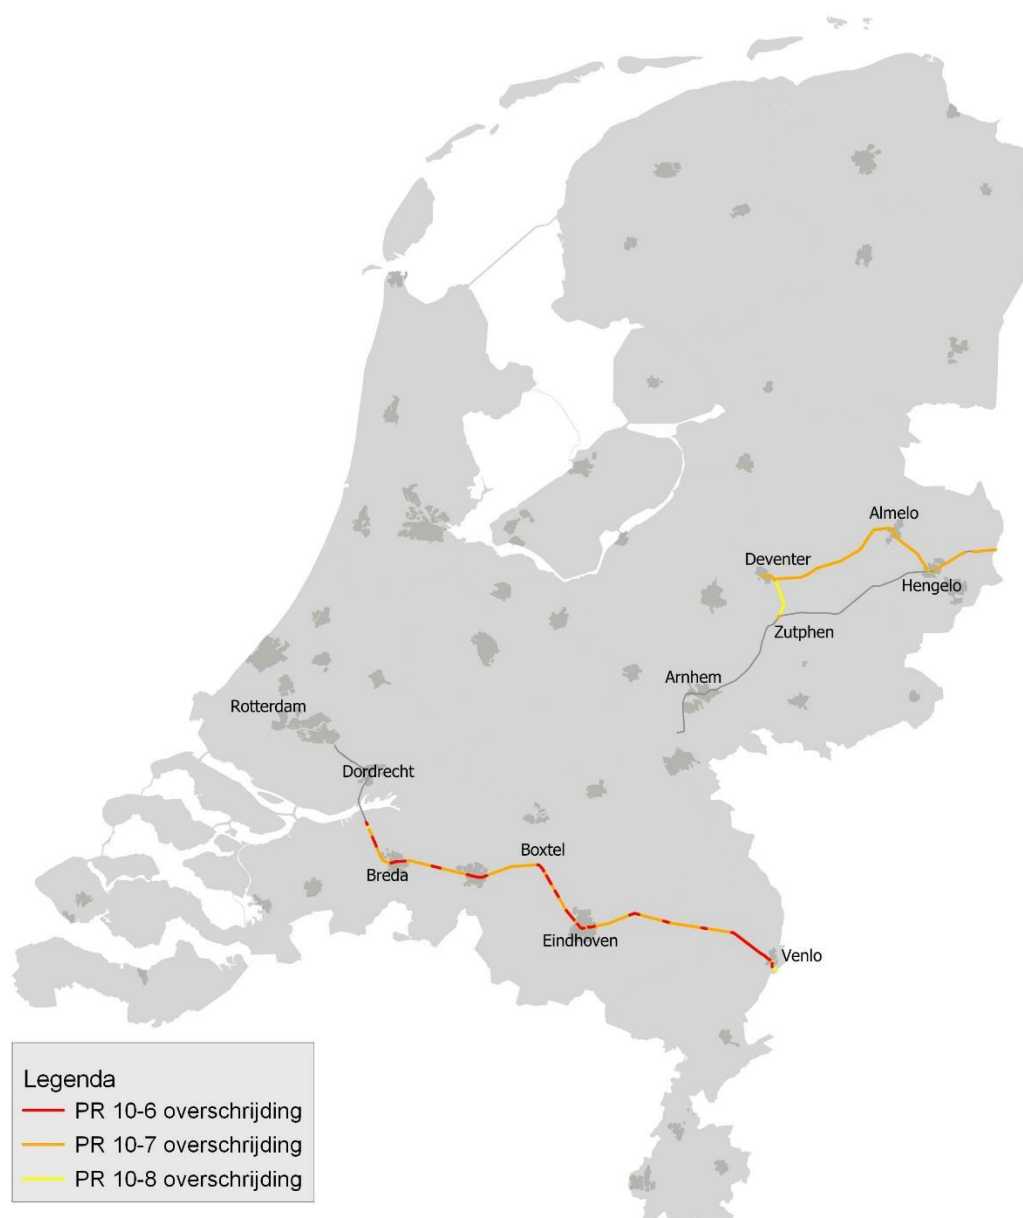 Almelo
Deventer
Hengelo
Zutphen
Arnhem
Rotterdam
Dordrecht
Boxtel
Breda
Eindhoven
Venlo
Legenda
PR 10-6 overschrijding
PR 10-7 overschrijding
PR 10-8 overschrijding